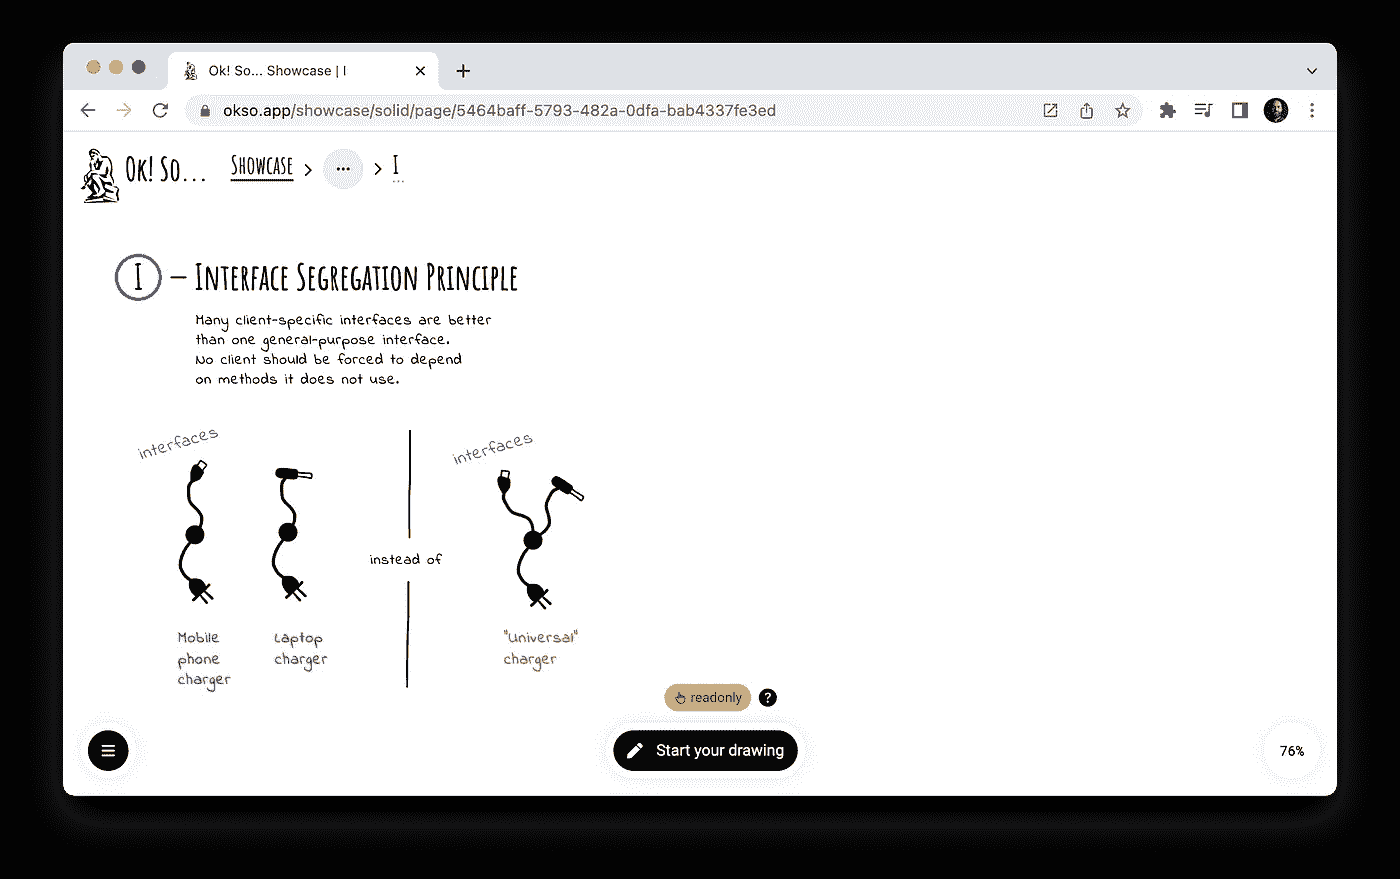 Ok! So... Showcase | I
okso.app/showcase/solid/page/5464baff-5793-482a-0dfa-bab4337fe3ed
Ok! So... Showcase > ... > I
I – Interface Segregation Principle
Many client-specific interfaces are better
than one general-purpose interface.
No client should be forced to depend
on methods it does not use.
interfaces
interfaces
instead of
Mobile
phone
charger
Laptop
charger
"Universal"
charger
readonly ?
Start your drawing
76%